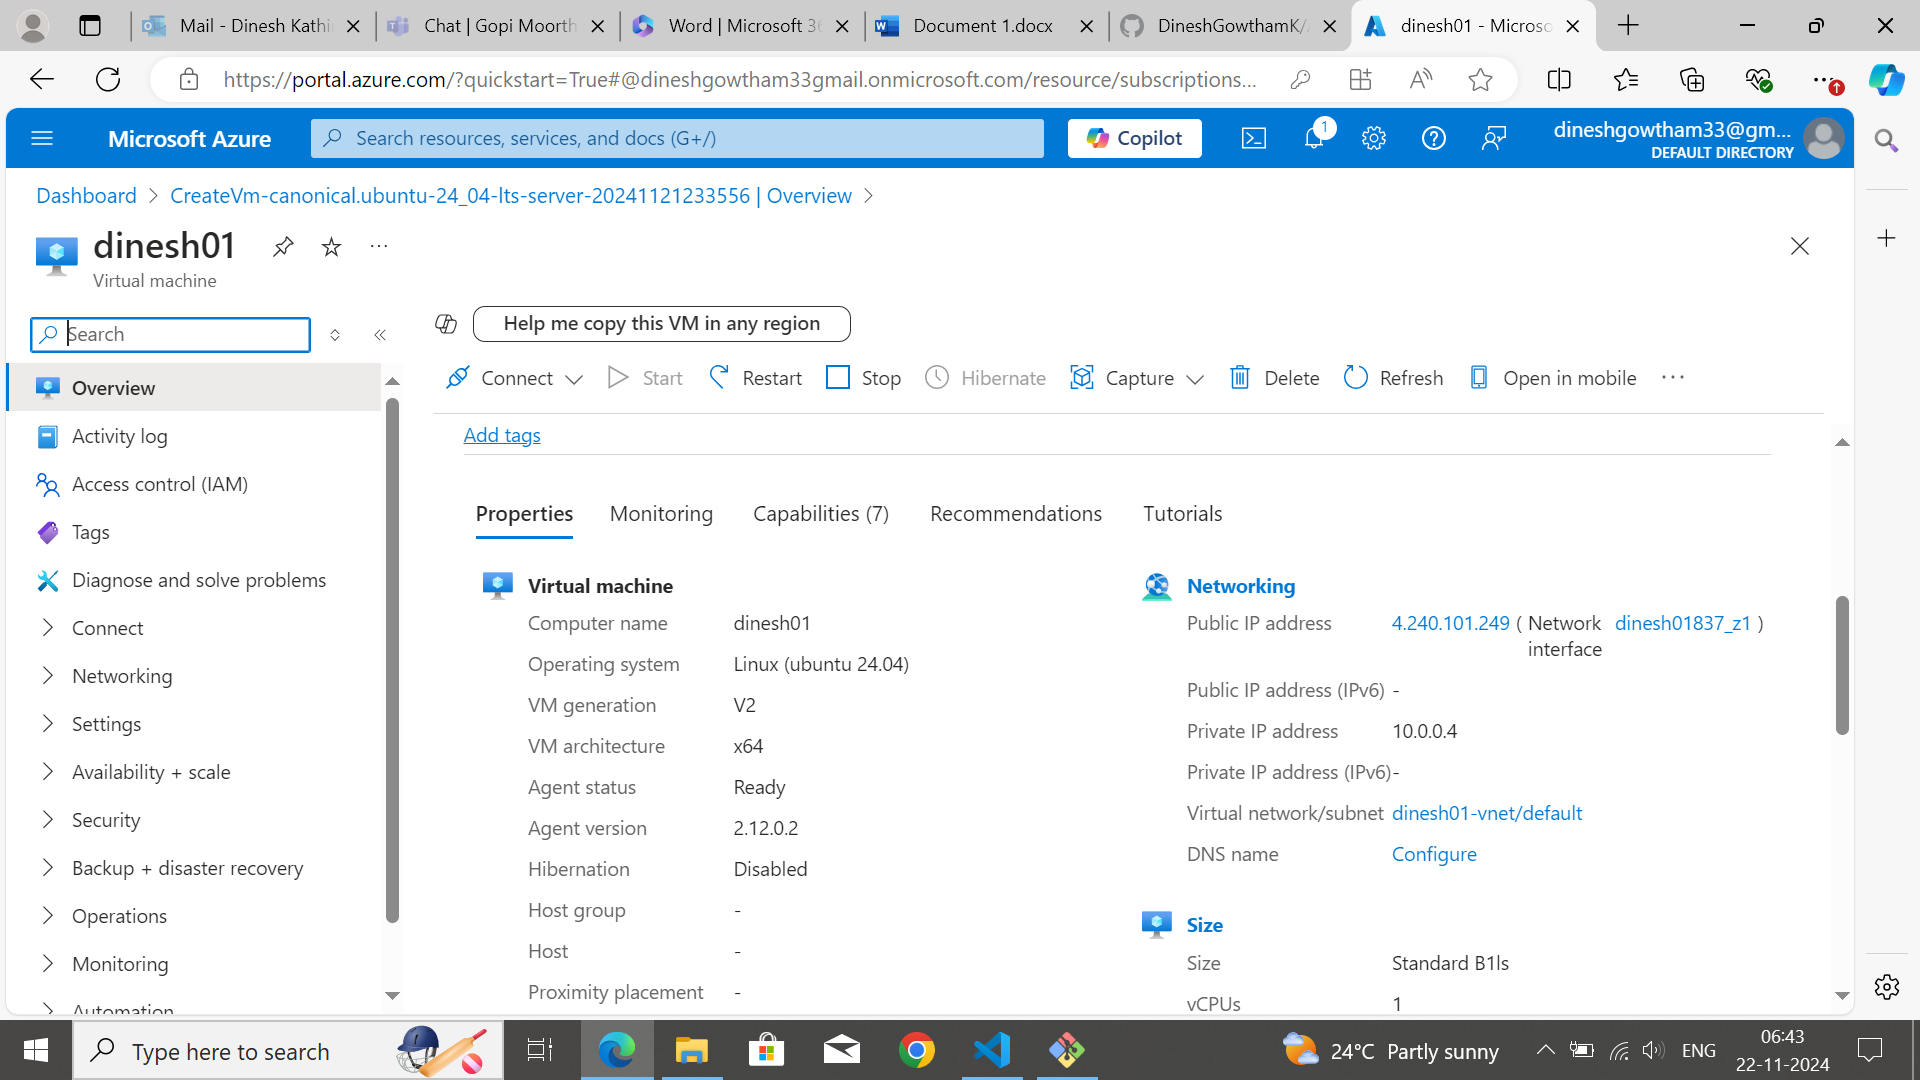 Mail - Dinesh Kathir
Chat | Gopi Moorth
Word | Microsoft 36
Document 1.docx
DineshGowthamK/
dinesh01 - Microso
https://portal.azure.com/?quickstart=True#@dineshgowtham33gmail.onmicrosoft.com/resource/subscriptions...
Microsoft Azure
Search resources, services, and docs (G+/)
Copilot
1
dineshgowtham33@gm...
DEFAULT DIRECTORY
Dashboard > CreateVm-canonical.ubuntu-24_04-lts-server-20241121233556 | Overview >
dinesh01
Virtual machine
Search
Help me copy this VM in any region
Connect
Start
Restart
Stop
Hibernate
Capture
Delete
Refresh
Open in mobile
Overview
Activity log
Access control (IAM)
Tags
Diagnose and solve problems
Connect
Networking
Settings
Availability + scale
Security
Backup + disaster recovery
Operations
Monitoring
Automation
Add tags
Properties
Monitoring
Capabilities (7)
Recommendations
Tutorials
Virtual machine
Computer name dinesh01
Operating system Linux (ubuntu 24.04)
VM generation V2
VM architecture x64
Agent status Ready
Agent version 2.12.0.2
Hibernation Disabled
Host group -
Host -
Proximity placement -
Networking
Public IP address 4.240.101.249 ( Network interface dinesh01837_z1 )
Public IP address (IPv6) -
Private IP address 10.0.0.4
Private IP address (IPv6) -
Virtual network/subnet dinesh01-vnet/default
DNS name Configure
Size
Size Standard B1ls
vCPUs 1
Type here to search
24°C Partly sunny
ENG
06:43
22-11-2024